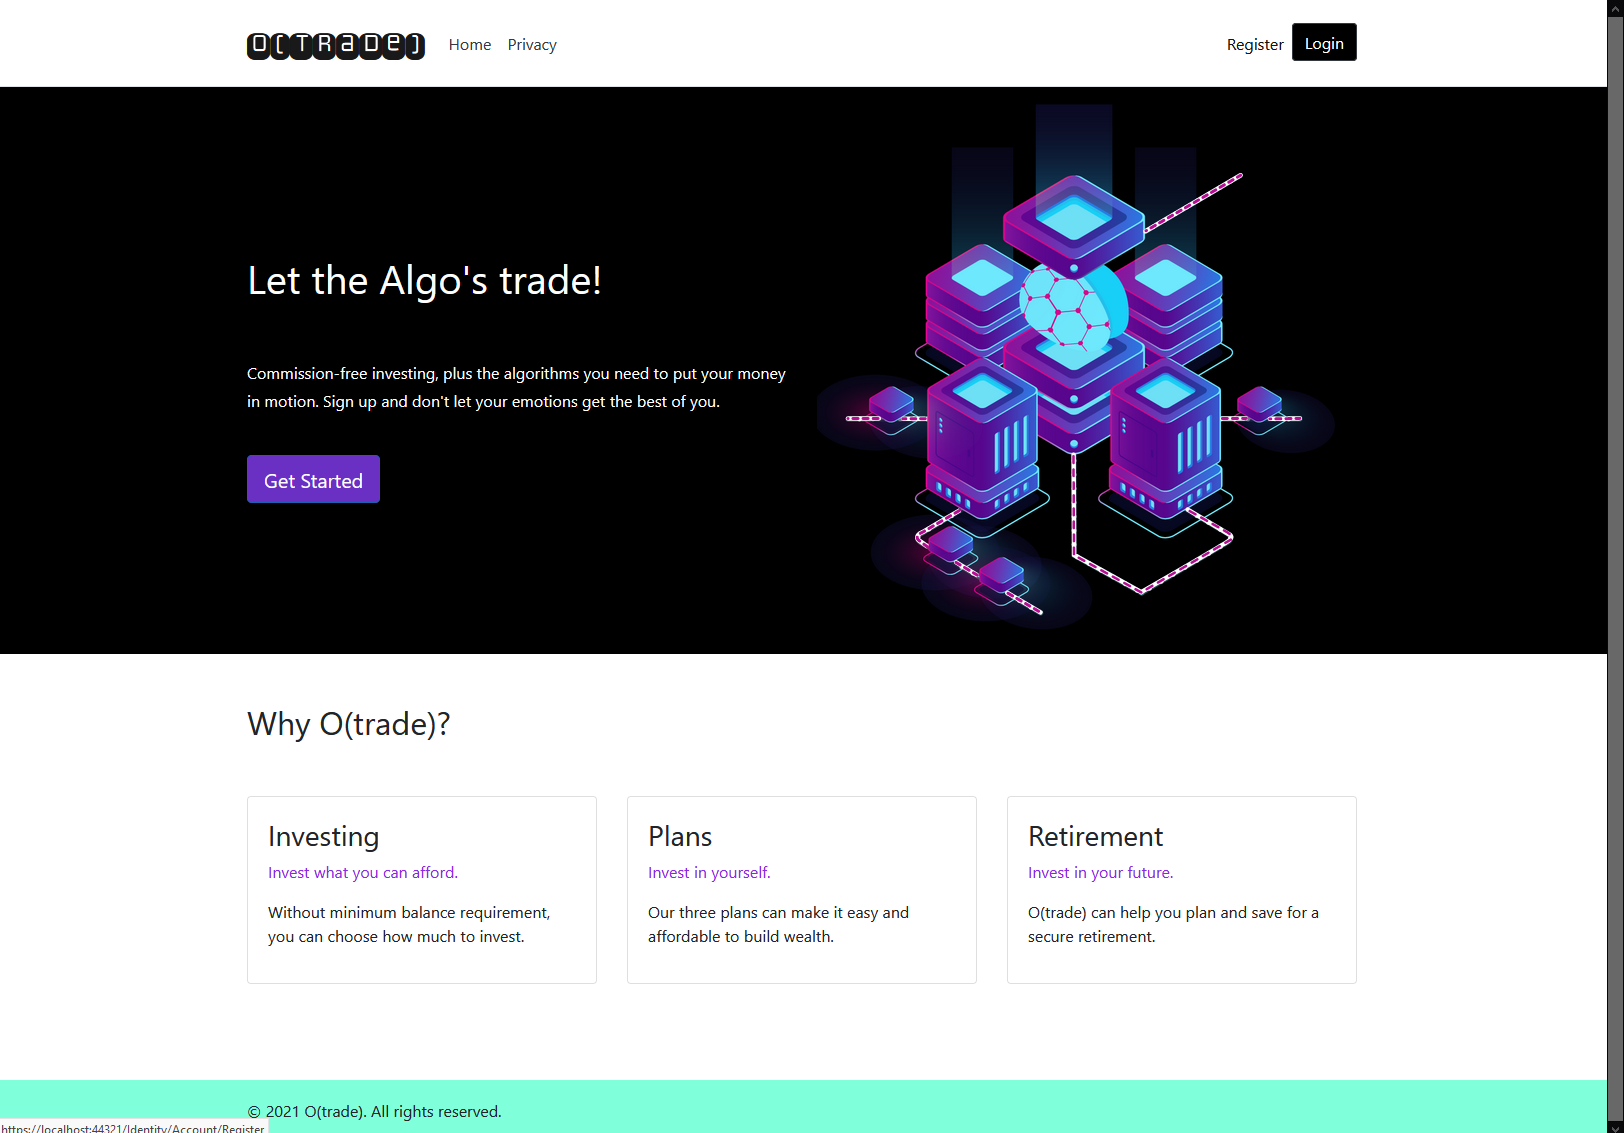 O(TRaDe)
Home Privacy
Register Login
Let the Algo's trade!
Commission-free investing, plus the algorithms you need to put your money
in motion. Sign up and don't let your emotions get the best of you.
Get Started
Why O(trade)?
Investing
Invest what you can afford.
Without minimum balance requirement,
you can choose how much to invest.
Plans
Invest in yourself.
Our three plans can make it easy and
affordable to build wealth.
Retirement
Invest in your future.
O(trade) can help you plan and save for a
secure retirement.
© 2021 O(trade). All rights reserved.
https://localhost:44321/Identity/Account/Register